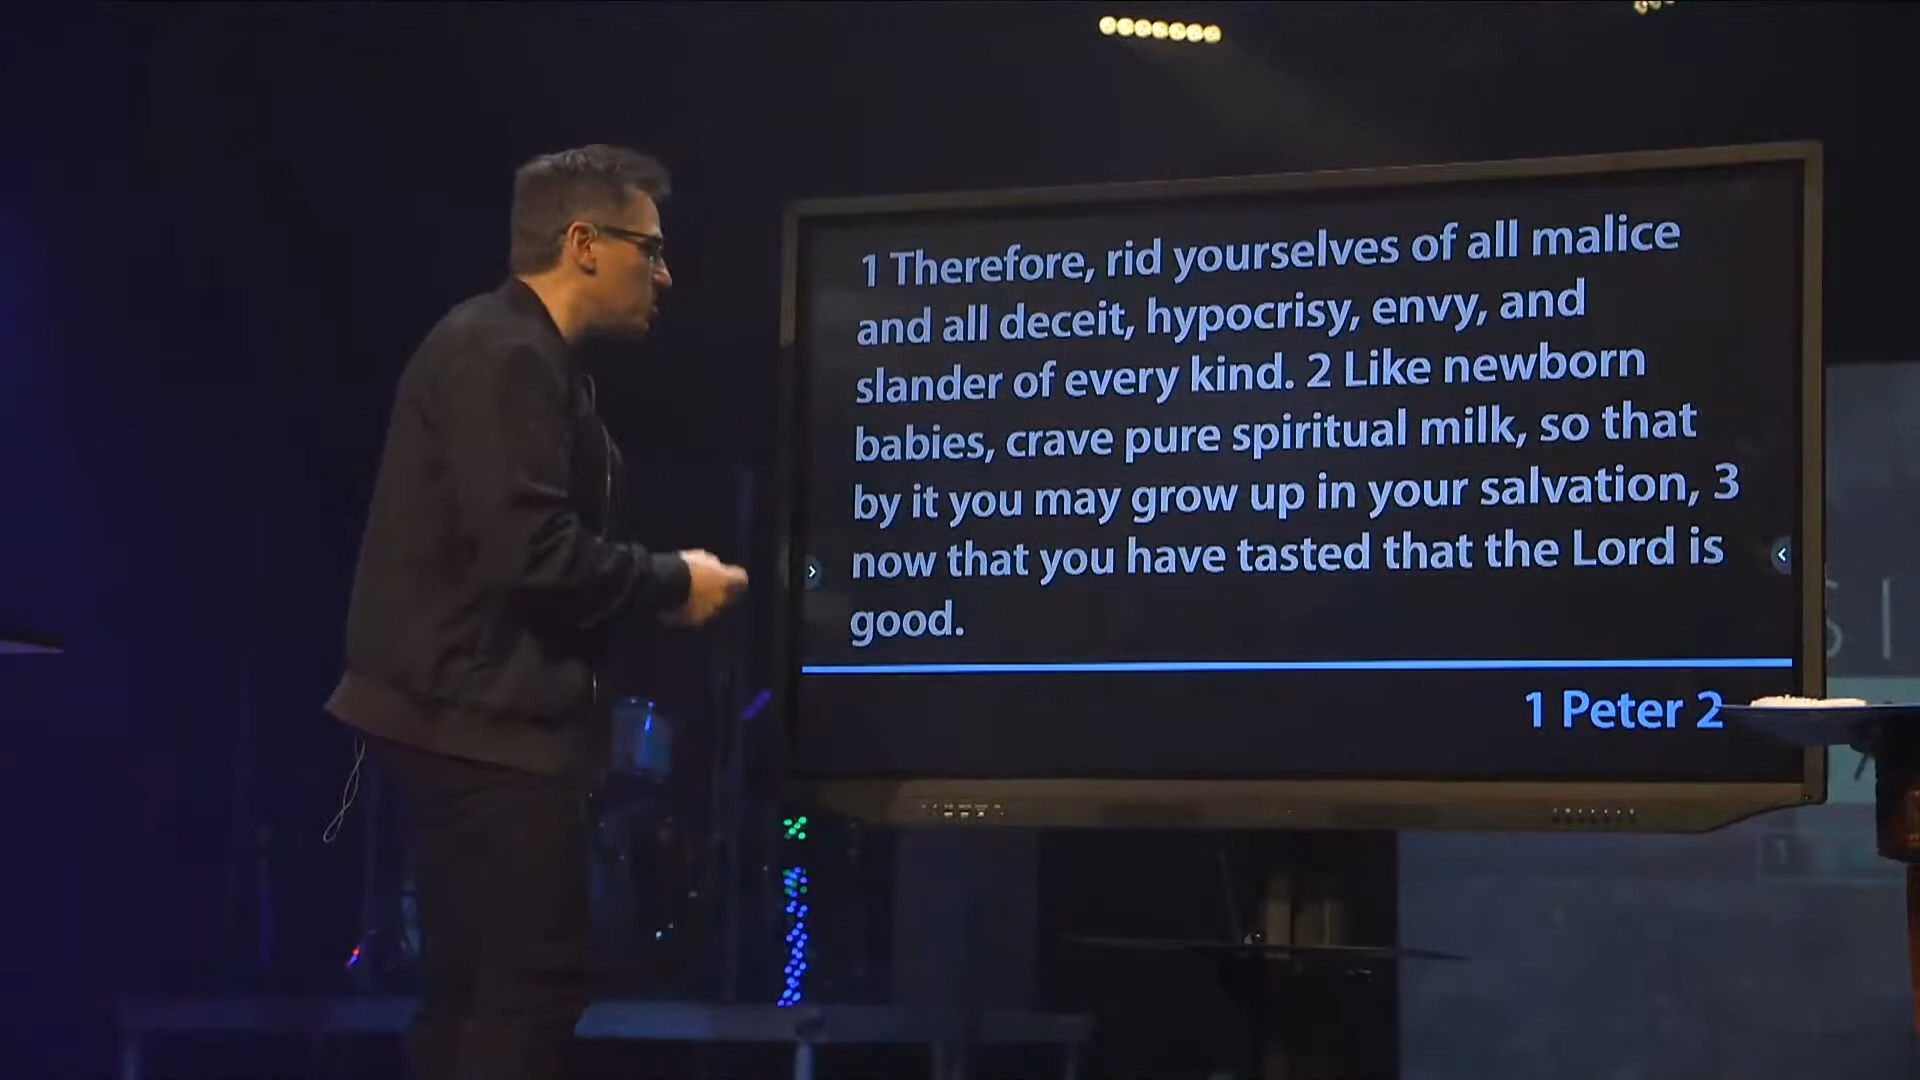 1 Therefore, rid yourselves of all malice
and all deceit, hypocrisy, envy, and
slander of every kind. 2 Like newborn
babies, crave pure spiritual milk, so that
by it you may grow up in your salvation, 3
now that you have tasted that the Lord is
good.
1 Peter 2